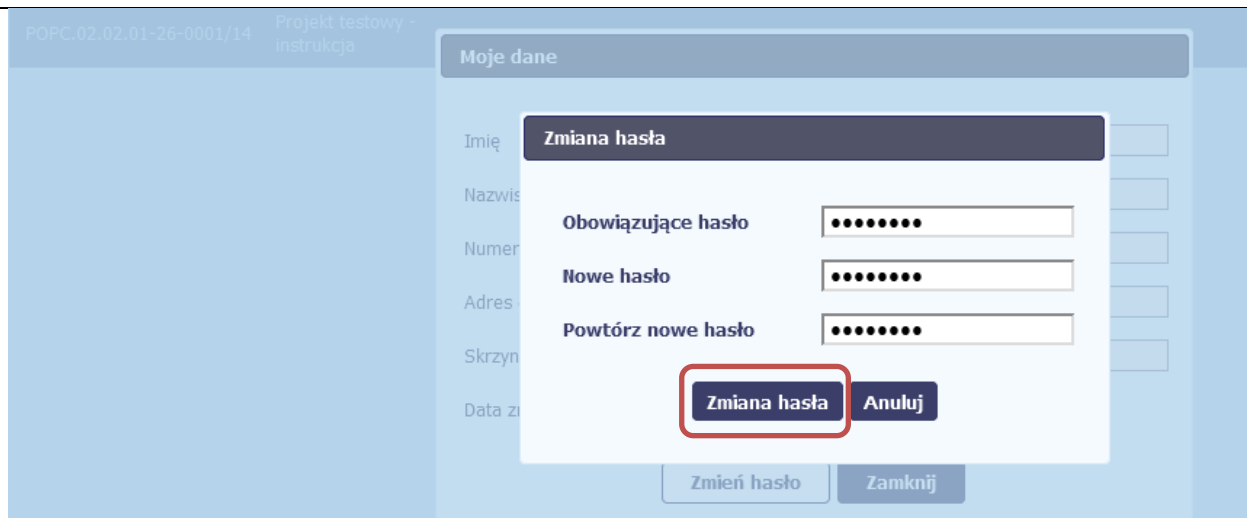 POPC.02.02.01-26-0001/14
Projekt testowy -
instrukcja
Moje dane
Imię
Zmiana hasła
Nazwis
Obowiązujące hasło ••••••••
Numer
Nowe hasło ••••••••
Adres
Powtórz nowe hasło ••••••••
Skrzyn
Zmiana hasła Anuluj
Data z
Zmień hasło Zamknij